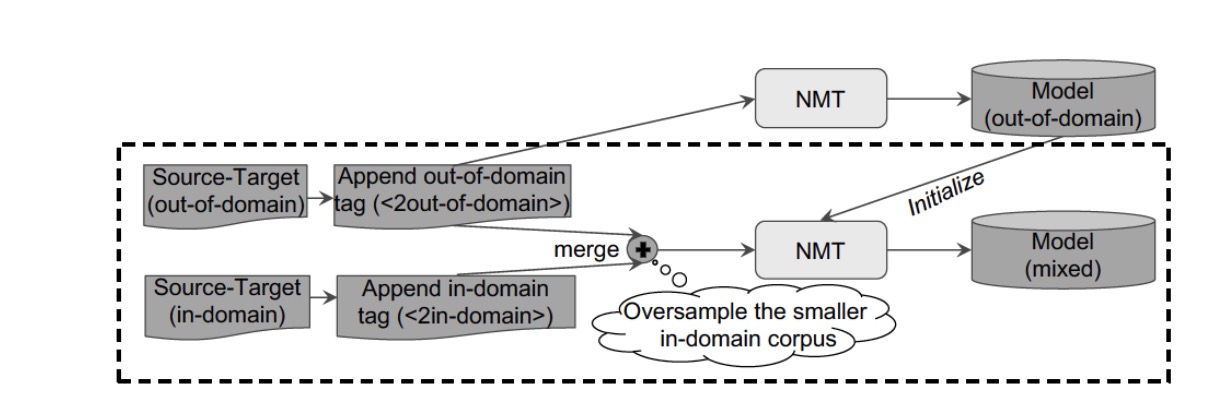 NMT
Model
(out-of-domain)
Source-Target
(out-of-domain)
Append out-of-domain
tag (<2out-of-domain>)
Initialize
merge
NMT
Model
(mixed)
Source-Target
(in-domain)
Append in-domain
tag (<2in-domain>)
Oversample the smaller
in-domain corpus